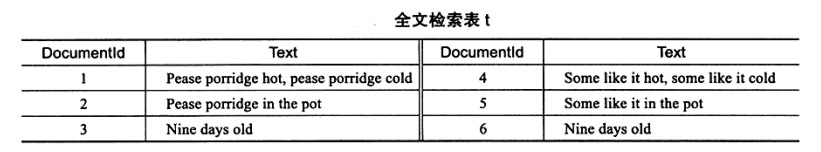 全文检索表 t
DocumentId Text DocumentId Text
1 Pease porridge hot, pease porridge cold 4 Some like it hot, some like it cold
2 Pease porridge in the pot 5 Some like it in the pot
3 Nine days old 6 Nine days old